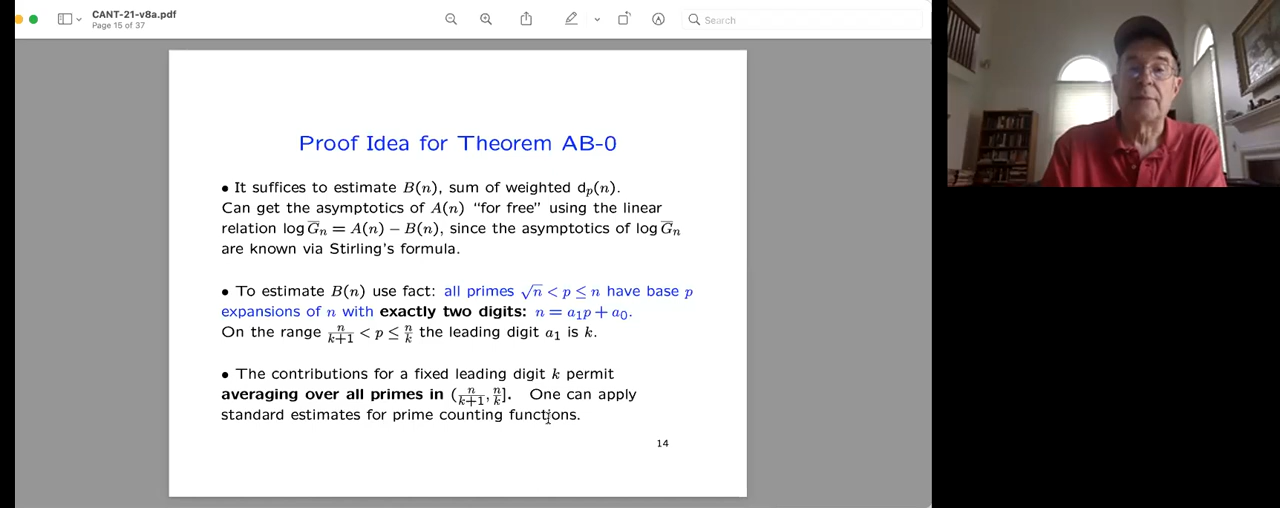 CANT-21-v8a.pdf
Page 15 of 37
Search
Proof Idea for Theorem AB-0
• It suffices to estimate B(n), sum of weighted d_p(n).
Can get the asymptotics of A(n) “for free” using the linear
relation log G̅_n = A(n) − B(n), since the asymptotics of log G̅_n
are known via Stirling’s formula.
• To estimate B(n) use fact: all primes √n < p ≤ n have base p
expansions of n with exactly two digits: n = a_1p + a_0.
On the range n/(k+1) < p ≤ n/k the leading digit a_1 is k.
• The contributions for a fixed leading digit k permit
averaging over all primes in (n/(k+1), n/k]. One can apply
standard estimates for prime counting functions.
14